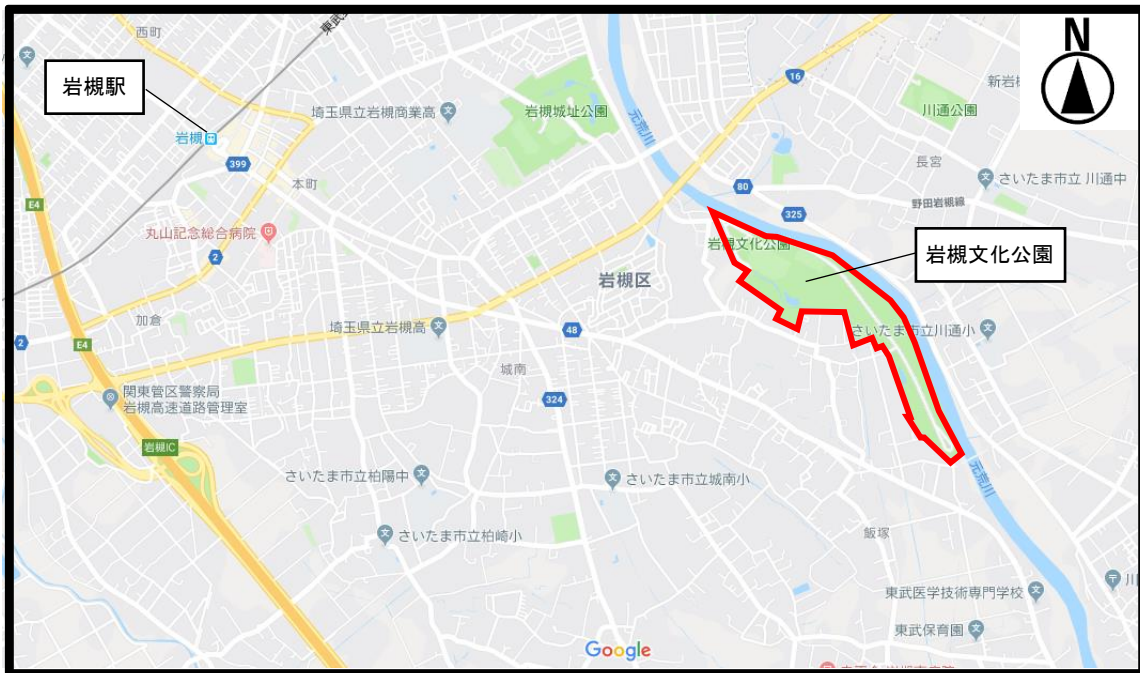 西町
東武
N
16
新岩
岩槻駅
埼玉県立岩槻商業高
岩槻城址公園
元荒川
川通公園
岩槻
399
長宮
さいたま市立 川通中
本町
80
野田岩槻線
E4
325
丸山記念総合病院
岩槻文化公園
岩槻文化公園
2
岩槻区
加倉
埼玉県立岩槻高
48
さいたま市立川通小
2
E4
城南
関東管区警察局
岩槻高速道路管理室
324
岩槻IC
さいたま市立柏陽中
さいたま市立城南小
元荒川
さいたま市立柏崎小
飯塚
東武医学技術専門学校
川
東武保育園
Google